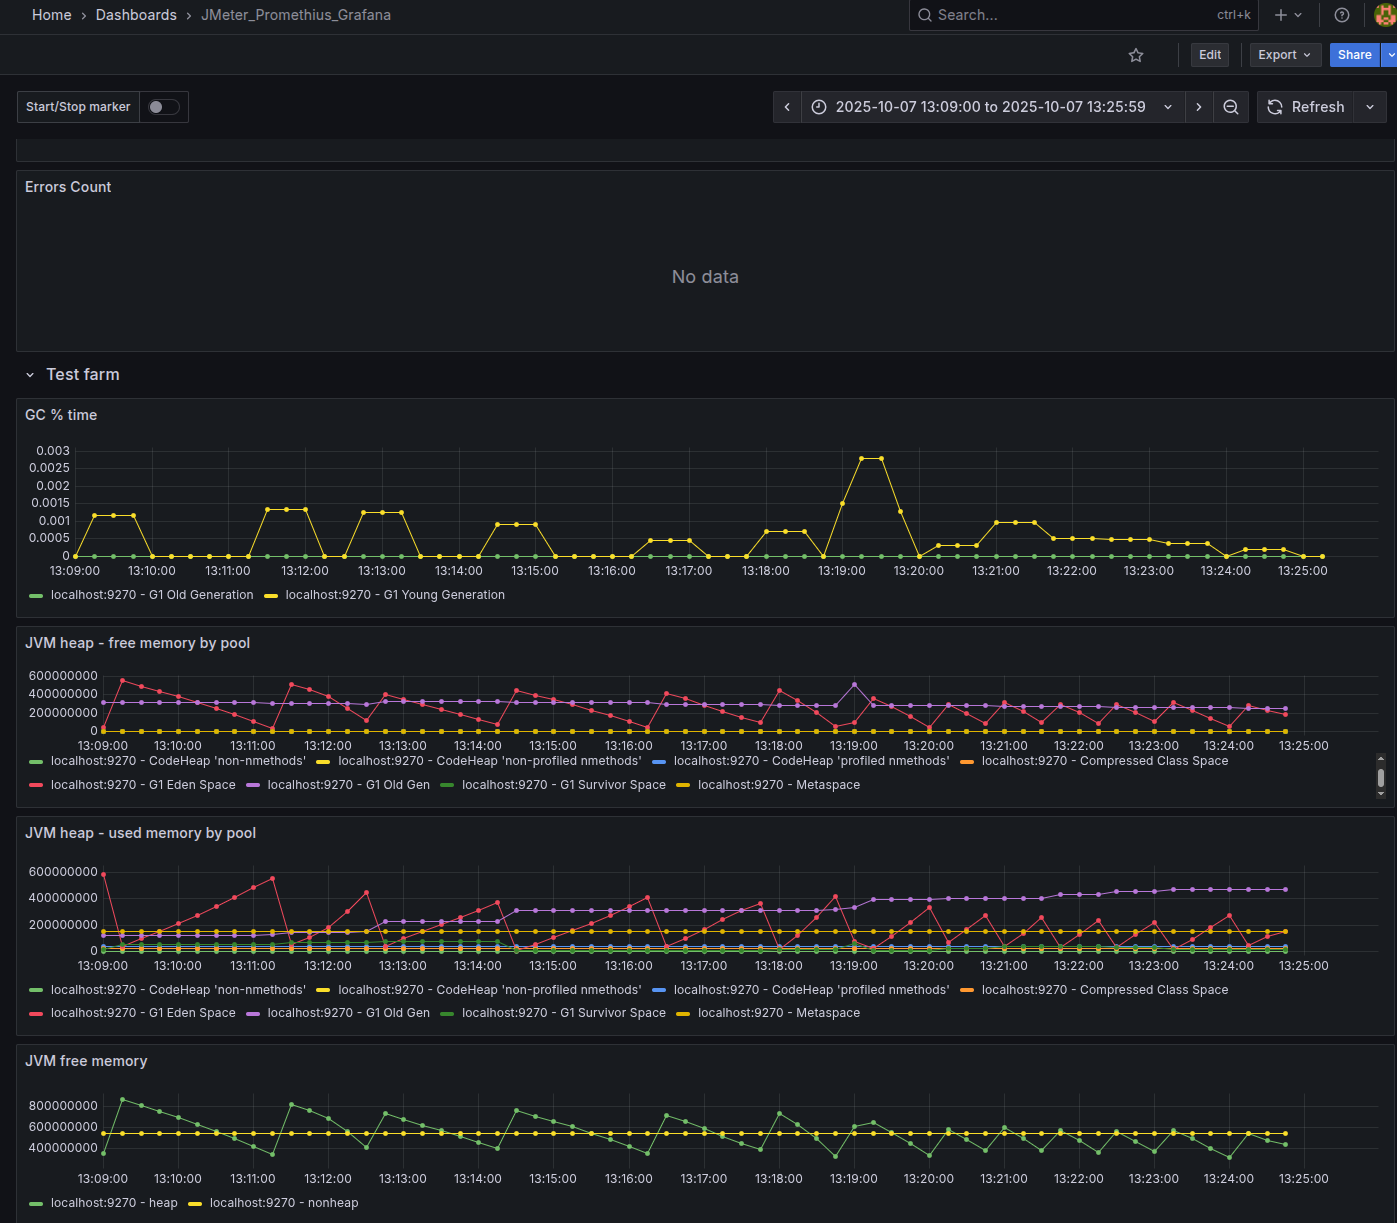 Home › Dashboards › JMeter_Promethius_Grafana
Search... ctrl+k
Edit Export Share
Start/Stop marker
2025-10-07 13:09:00 to 2025-10-07 13:25:59 Refresh
Errors Count
No data
Test farm
GC % time
0.003
0.0025
0.002
0.0015
0.001
0.0005
0
13:09:00 13:10:00 13:11:00 13:12:00 13:13:00 13:14:00 13:15:00 13:16:00 13:17:00 13:18:00 13:19:00 13:20:00 13:21:00 13:22:00 13:23:00 13:24:00 13:25:00
localhost:9270 - G1 Old Generation localhost:9270 - G1 Young Generation
JVM heap - free memory by pool
600000000
400000000
200000000
0
13:09:00 13:10:00 13:11:00 13:12:00 13:13:00 13:14:00 13:15:00 13:16:00 13:17:00 13:18:00 13:19:00 13:20:00 13:21:00 13:22:00 13:23:00 13:24:00 13:25:00
localhost:9270 - CodeHeap 'non-nmethods' localhost:9270 - CodeHeap 'non-profiled nmethods' localhost:9270 - CodeHeap 'profiled nmethods' localhost:9270 - Compressed Class Space
localhost:9270 - G1 Eden Space localhost:9270 - G1 Old Gen localhost:9270 - G1 Survivor Space localhost:9270 - Metaspace
JVM heap - used memory by pool
600000000
400000000
200000000
0
13:09:00 13:10:00 13:11:00 13:12:00 13:13:00 13:14:00 13:15:00 13:16:00 13:17:00 13:18:00 13:19:00 13:20:00 13:21:00 13:22:00 13:23:00 13:24:00 13:25:00
localhost:9270 - CodeHeap 'non-nmethods' localhost:9270 - CodeHeap 'non-profiled nmethods' localhost:9270 - CodeHeap 'profiled nmethods' localhost:9270 - Compressed Class Space
localhost:9270 - G1 Eden Space localhost:9270 - G1 Old Gen localhost:9270 - G1 Survivor Space localhost:9270 - Metaspace
JVM free memory
800000000
600000000
400000000
13:09:00 13:10:00 13:11:00 13:12:00 13:13:00 13:14:00 13:15:00 13:16:00 13:17:00 13:18:00 13:19:00 13:20:00 13:21:00 13:22:00 13:23:00 13:24:00 13:25:00
localhost:9270 - heap localhost:9270 - nonheap